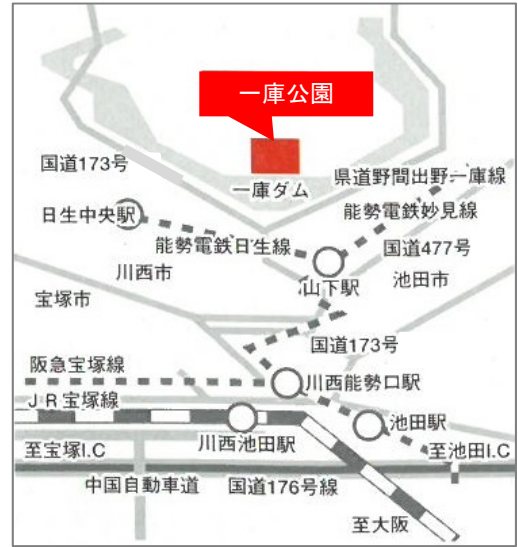 一庫公園
国道173号
一庫ダム
県道野間出野一庫線
日生中央駅
能勢電鉄妙見線
能勢電鉄日生線
国道477号
川西市
山下駅
池田市
宝塚市
国道173号
阪急宝塚線
川西能勢口駅
JR宝塚線
池田駅
川西池田駅
至宝塚I.C
至池田I.C
中国自動車道
国道176号線
至大阪